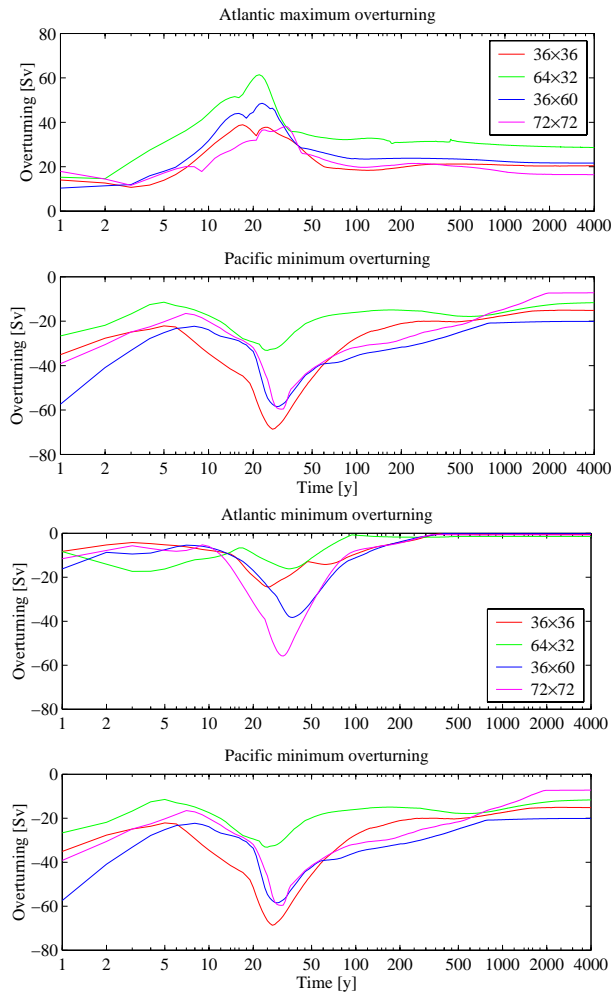 Atlantic maximum overturning
80
60
40
20
0
Overturning [Sv]
36×36
64×32
36×60
72×72
1 2 5 10 20 50 100 200 500 1000 2000 4000
Pacific minimum overturning
0
−20
−40
−60
−80
Overturning [Sv]
1 2 5 10 20 50 100 200 500 1000 2000 4000
Time [y]
Atlantic minimum overturning
0
−20
−40
−60
−80
Overturning [Sv]
36×36
64×32
36×60
72×72
1 2 5 10 20 50 100 200 500 1000 2000 4000
Pacific minimum overturning
0
−20
−40
−60
−80
Overturning [Sv]
1 2 5 10 20 50 100 200 500 1000 2000 4000
Time [y]